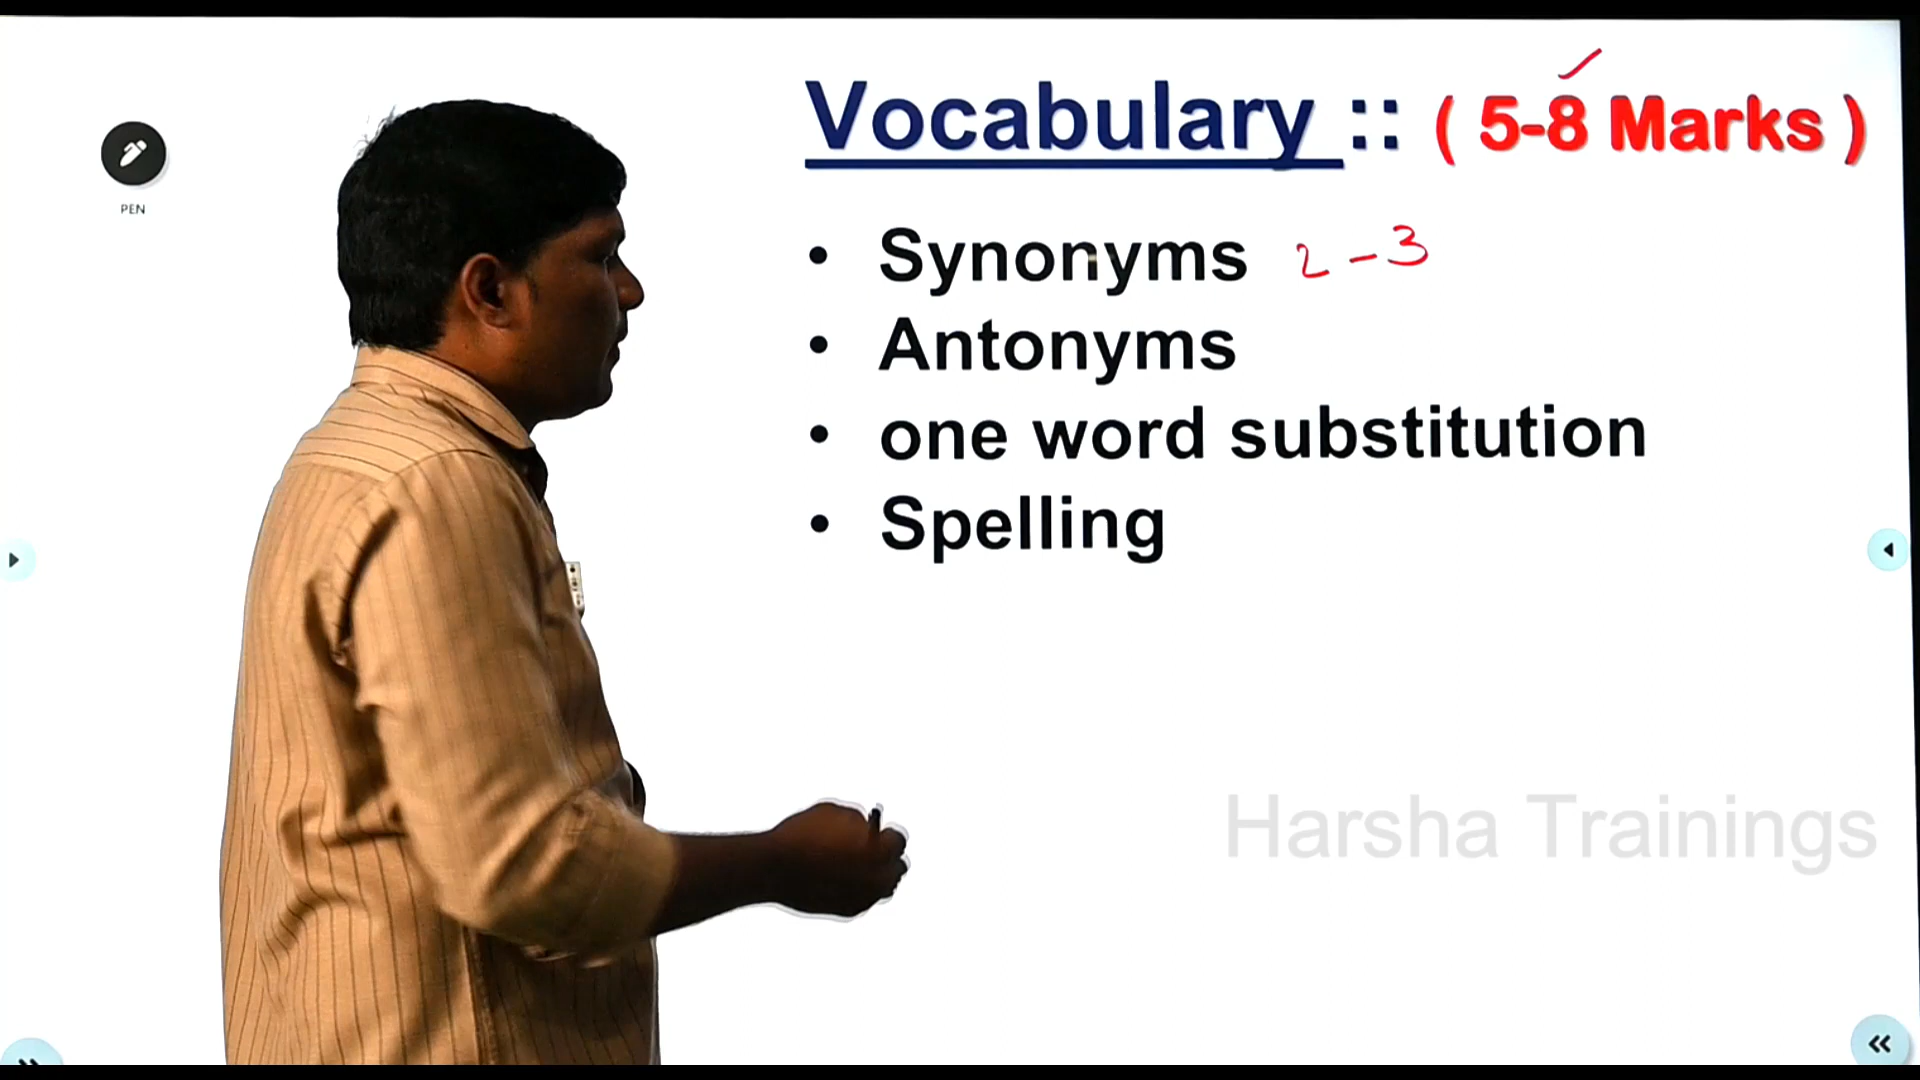 Vocabulary :: ( 5-8 Marks )
PEN
• Synonyms 2-3
• Antonyms
• one word substitution
• Spelling
Harsha Trainings